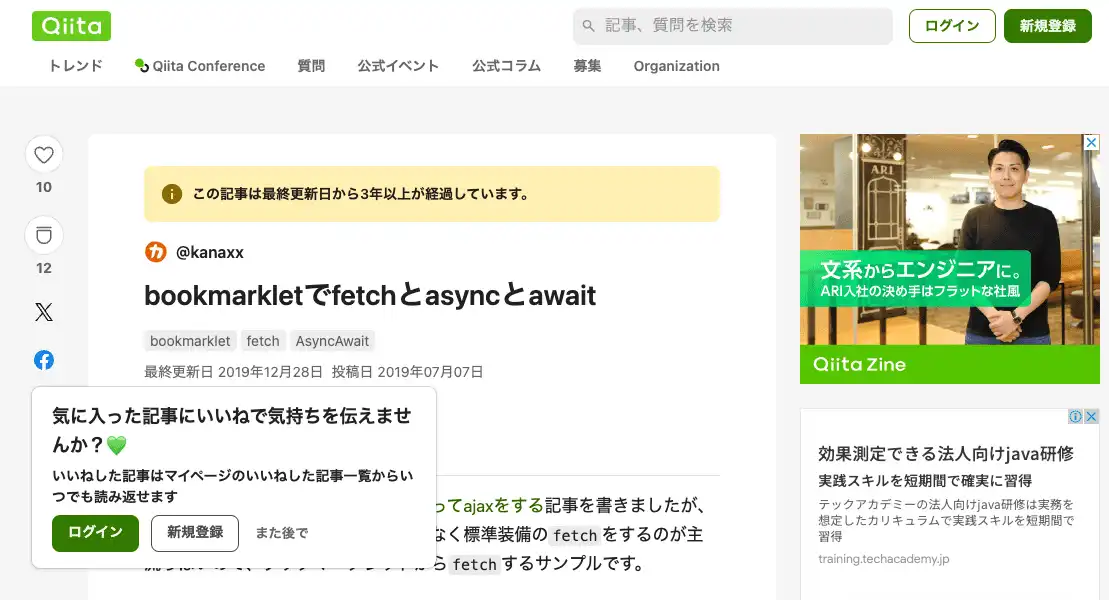 Qiita
記事、質問を検索
ログイン
新規登録
トレンド
Qiita Conference
質問
公式イベント
公式コラム
募集
Organization
10
12
この記事は最終更新日から3年以上が経過しています。
@kanaxx
bookmarkletでfetchとasyncとawait
bookmarklet fetch AsyncAwait
最終更新日 2019年12月28日 投稿日 2019年07月07日
気に入った記事にいいねで気持ちを伝えませ
んか？💚
いいねした記事はマイページのいいねした記事一覧からい
つでも読み返せます
ログイン
新規登録
また後で
ってajaxをする記事を書きましたが、
なく標準装備のfetchをするのが主
fetchするサンプルです。
ARI
文系からエンジニアに。
ARI入社の決め手はフラットな社風
Qiita Zine
効果測定できる法人向けjava研修
実践スキルを短期間で確実に習得
テックアカデミーの法人向けjava研修は実務を
想定したカリキュラムで実践スキルを短期間で
習得
training.techacademy.jp